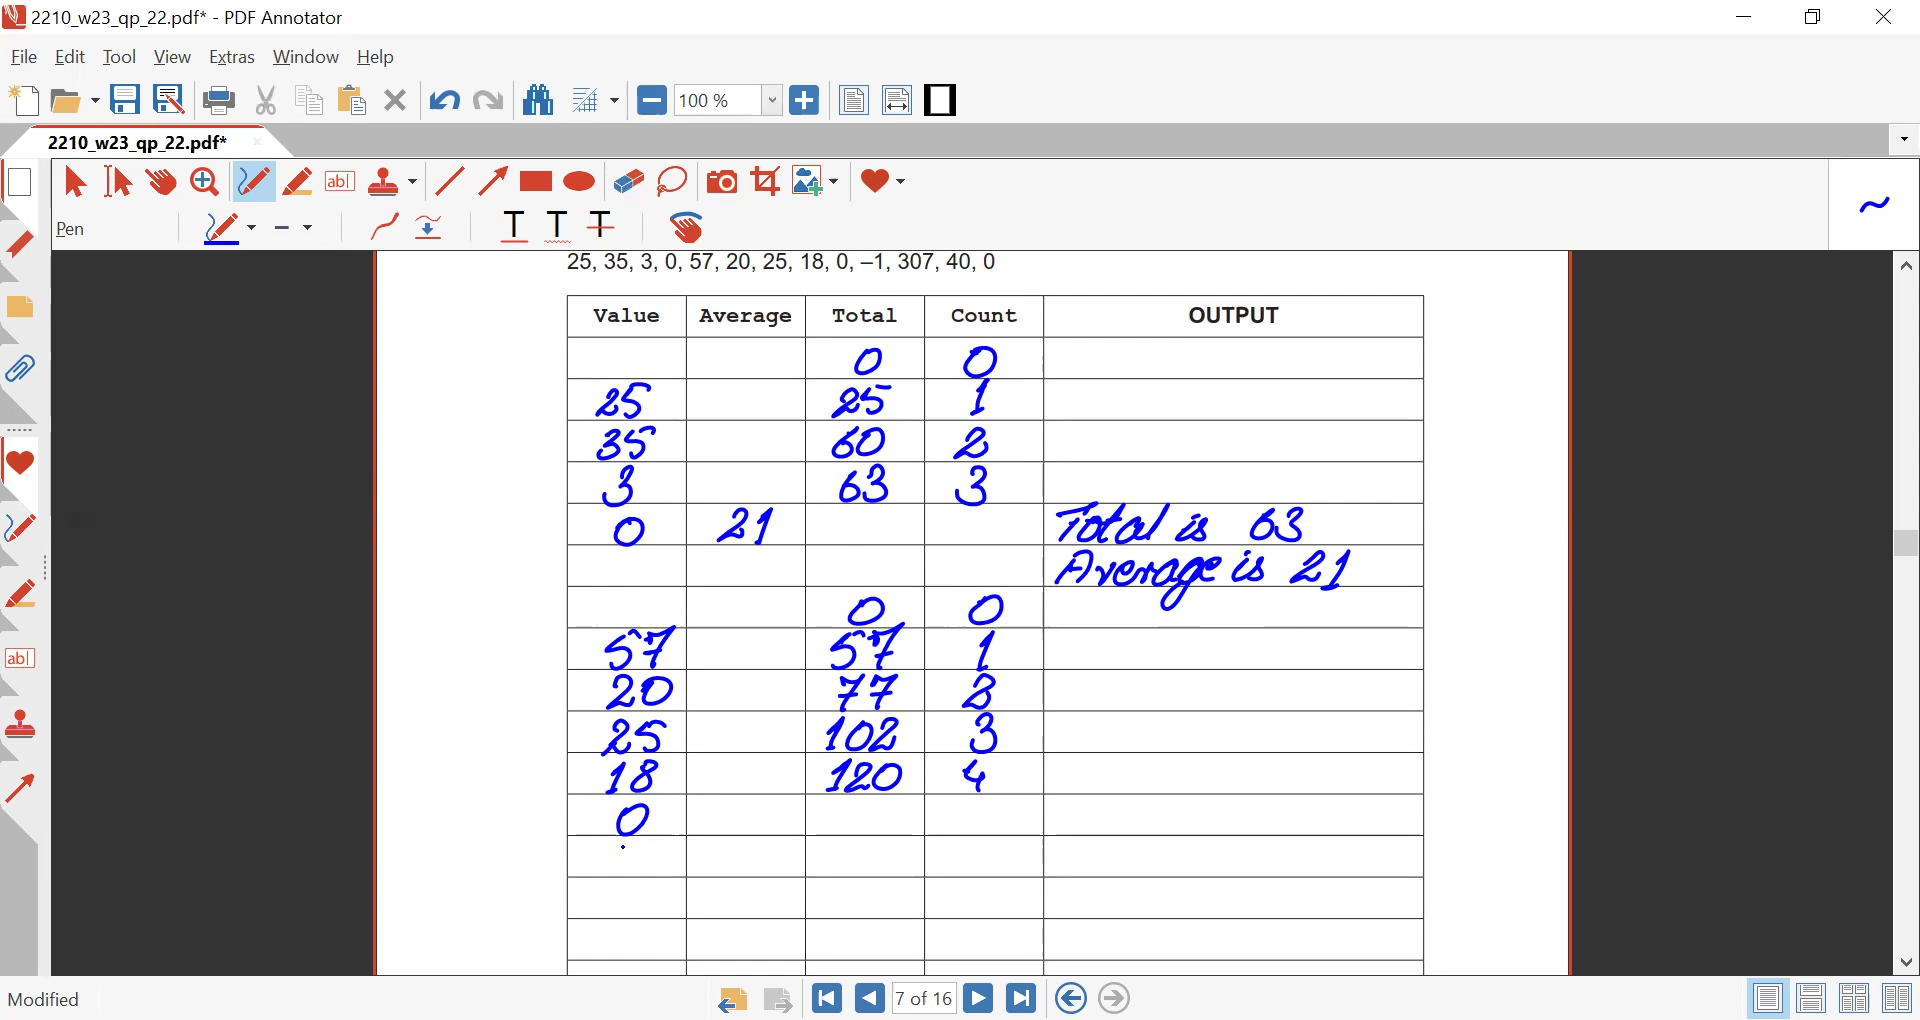 2210_w23_qp_22.pdf* - PDF Annotator
File Edit Tool View Extras Window Help
100 %
2210_w23_qp_22.pdf*
ab|
Pen
T T T
25, 35, 3, 0, 57, 20, 25, 18, 0, –1, 307, 40, 0
Value Average Total Count OUTPUT
0 0
25 25 1
35 60 2
3 63 3
0 21 Total is 63
Average is 21
0 0
57 57 1
20 77 2
25 102 3
18 120 4
0
ab|
Modified
7 of 16